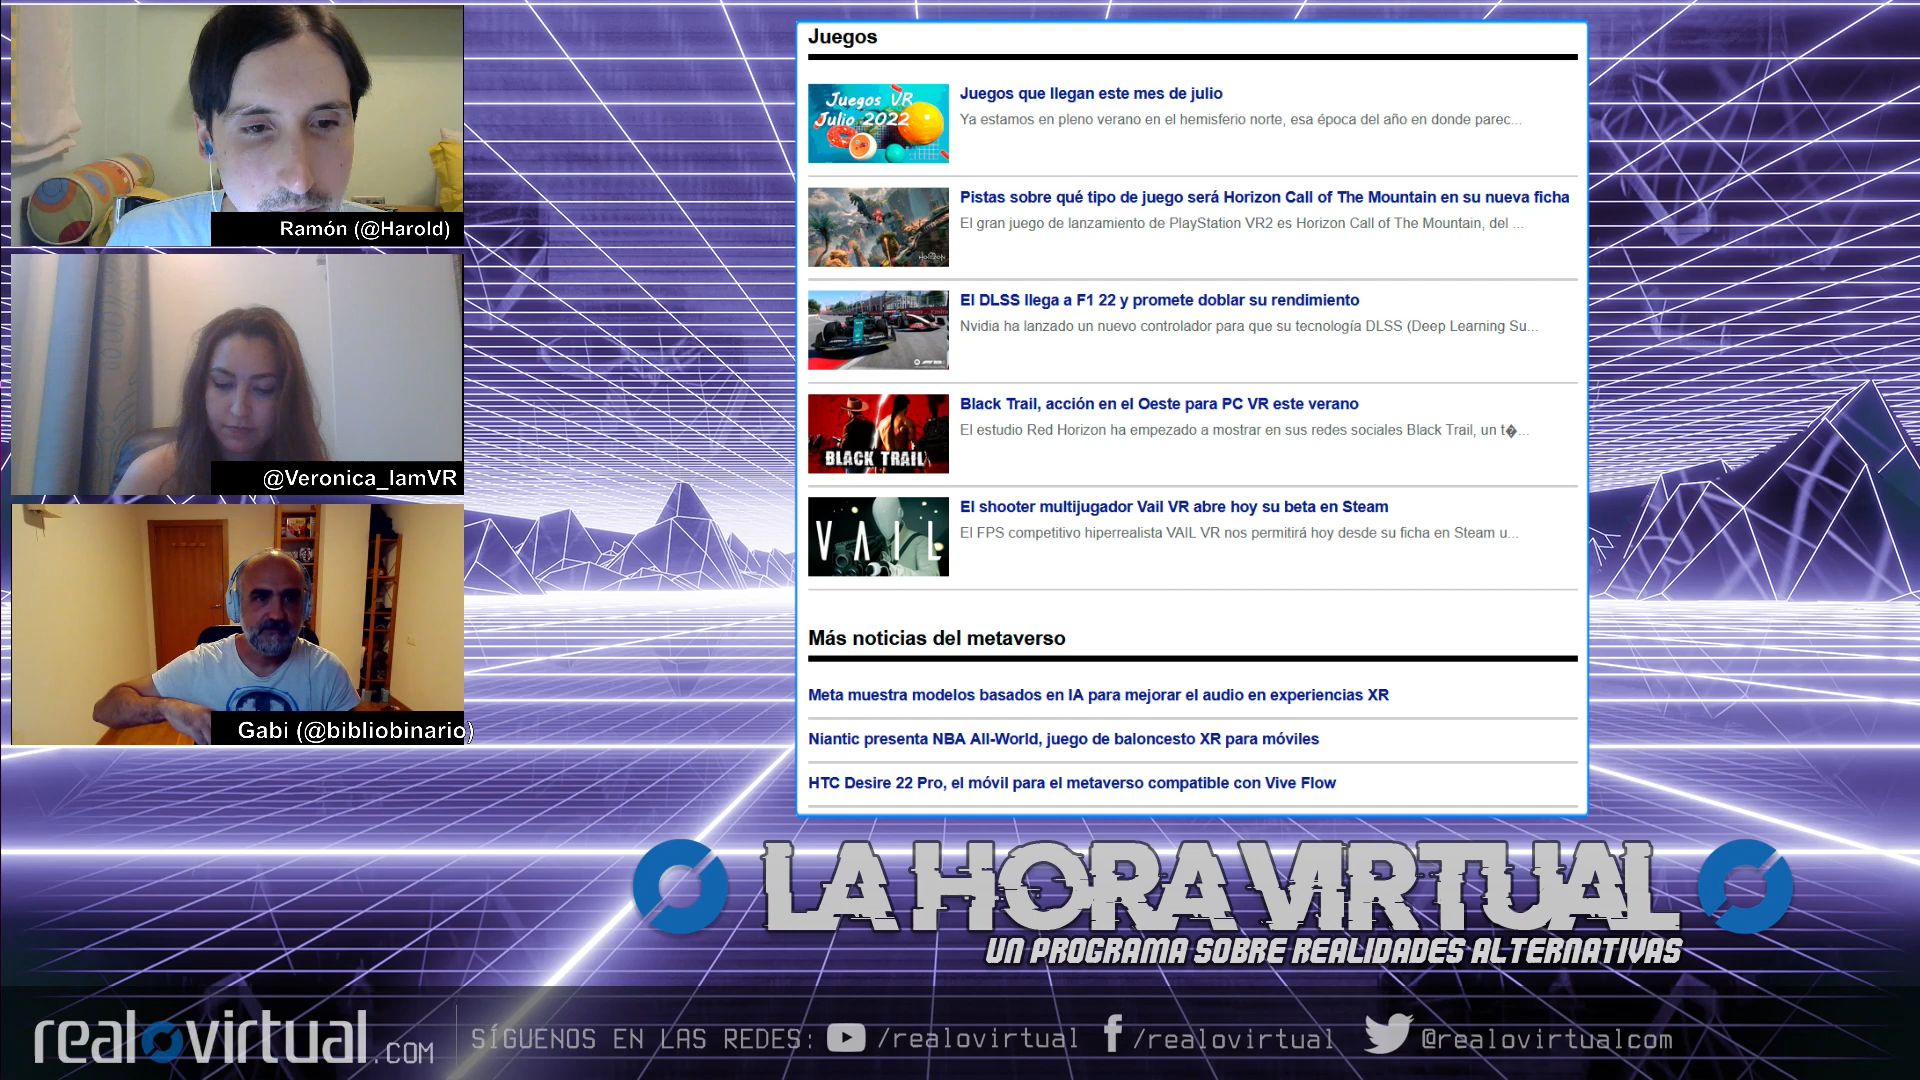 Ramón (@Harold)
@Veronica_IamVR
Gabi (@bibliobinario)
Juegos
Juegos VR
Julio 2022
Juegos que llegan este mes de julio
Ya estamos en pleno verano en el hemisferio norte, esa época del año en donde parec...
HORIZON
Pistas sobre qué tipo de juego será Horizon Call of The Mountain en su nueva ficha
El gran juego de lanzamiento de PlayStation VR2 es Horizon Call of The Mountain, del ...
El DLSS llega a F1 22 y promete doblar su rendimiento
Nvidia ha lanzado un nuevo controlador para que su tecnología DLSS (Deep Learning Su...
BLACK TRAIL
Black Trail, acción en el Oeste para PC VR este verano
El estudio Red Horizon ha empezado a mostrar en sus redes sociales Black Trail, un t�...
VAIL
El shooter multijugador Vail VR abre hoy su beta en Steam
El FPS competitivo hiperrealista VAIL VR nos permitirá hoy desde su ficha en Steam u...
Más noticias del metaverso
Meta muestra modelos basados en IA para mejorar el audio en experiencias XR
Niantic presenta NBA All-World, juego de baloncesto XR para móviles
HTC Desire 22 Pro, el móvil para el metaverso compatible con Vive Flow
LA HORA VIRTUAL
UN PROGRAMA SOBRE REALIDADES ALTERNATIVAS
realovirtual.com
SÍGUENOS EN LAS REDES: /realovirtual /realovirtual @realovirtualcom